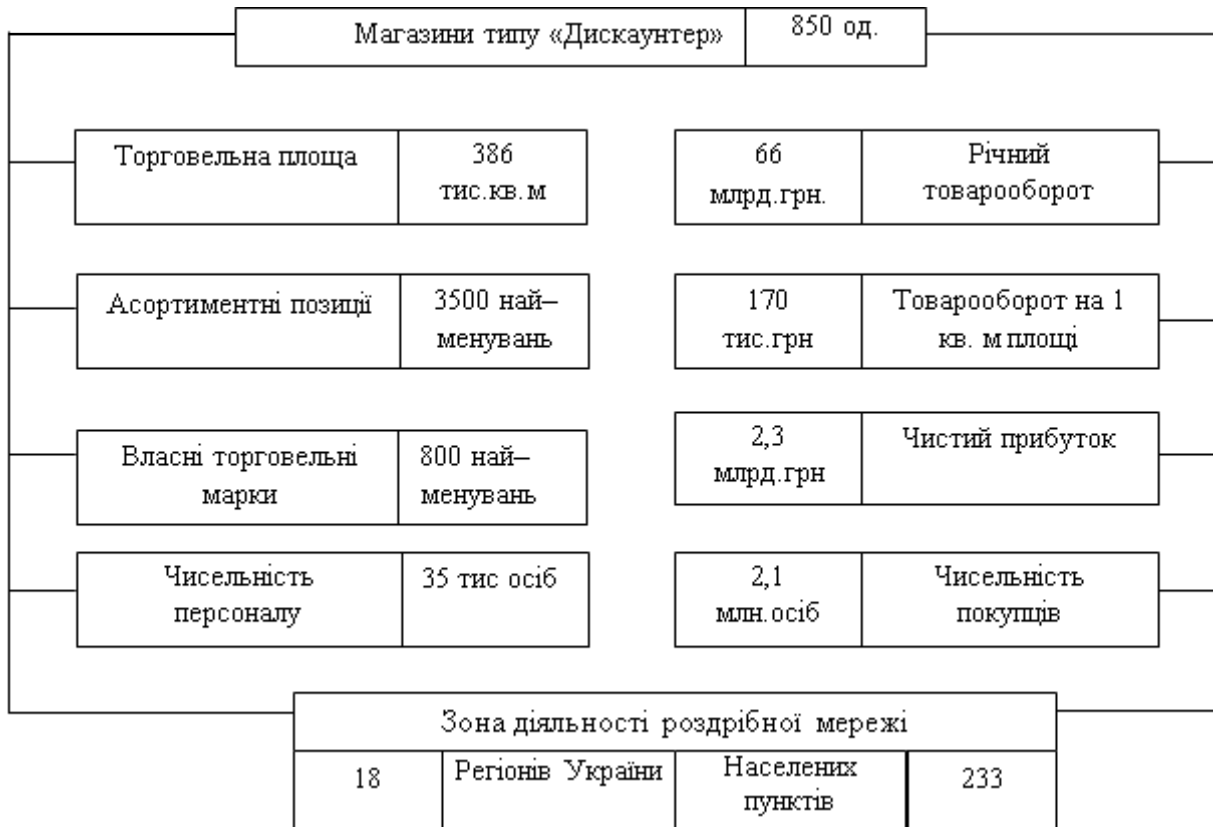 Магазини типу «Дискаунтер»
850 од.
Торговельна площа
386
тис.кв.м
66
млрд.грн.
Річний
товарооборот
Асортиментні позиції
3500 най–
менувань
170
тис.грн
Товарооборот на 1
кв. м площі
Власні торговельні
марки
800 най–
менувань
2,3
млрд.грн
Чистий прибуток
Чисельність
персоналу
35 тис осіб
2,1
млн.осіб
Чисельність
покупців
Зона діяльності роздрібної мережі
18
Регіонів України
Населених
пунктів
233